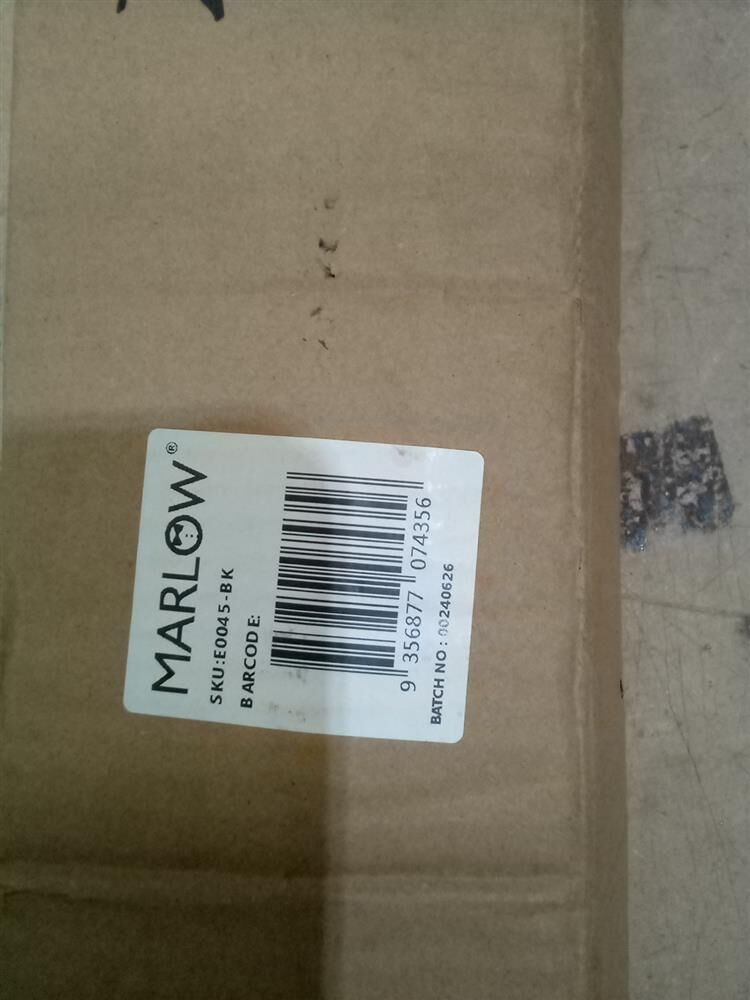 MARLOW®
SKU:E0045-BK
BARCODE:
9 356877 074356
BATCH NO: 00240626